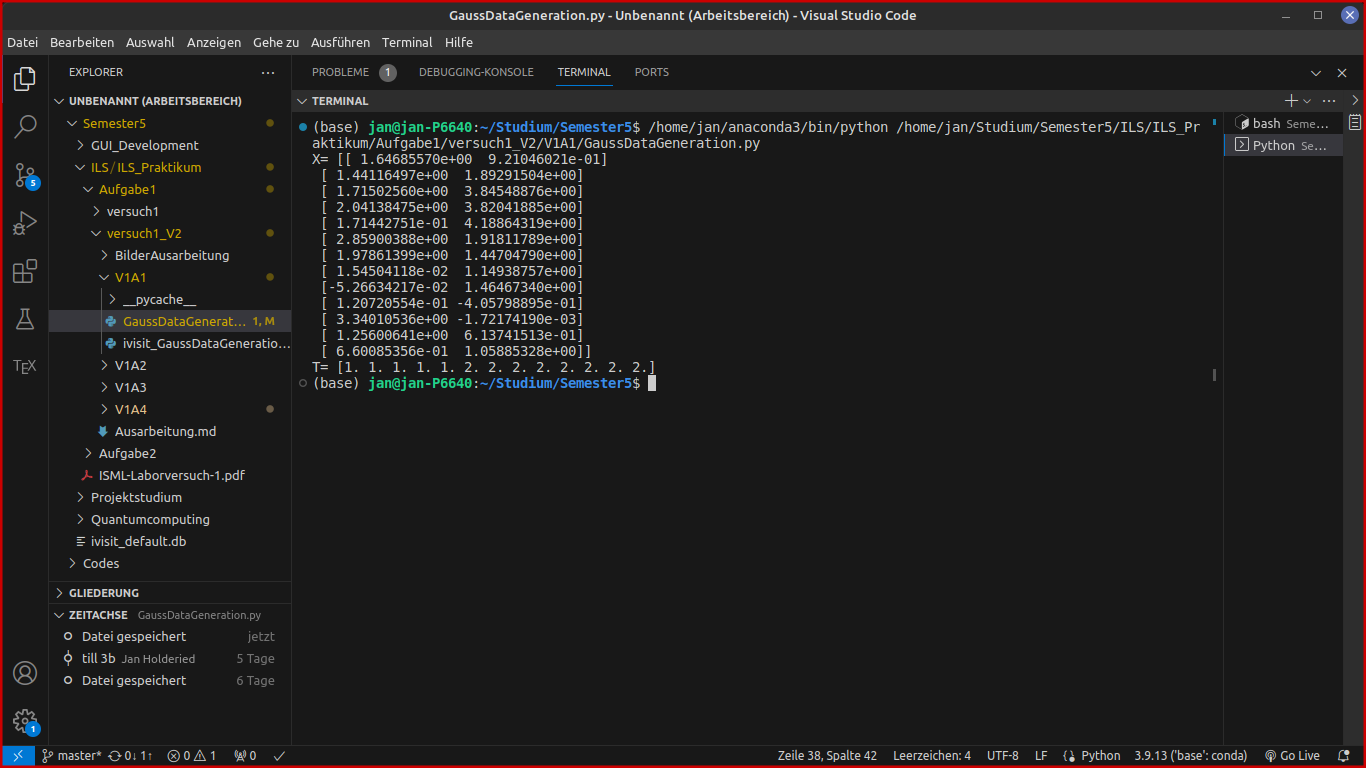 GaussDataGeneration.py - Unbenannt (Arbeitsbereich) - Visual Studio Code
Datei Bearbeiten Auswahl Anzeigen Gehe zu Ausführen Terminal Hilfe
EXPLORER
UNBENANNT (ARBEITSBEREICH)
Semester5
GUI_Development
ILS / ILS_Praktikum
Aufgabe1
versuch1
versuch1_V2
BilderAusarbeitung
V1A1
__pycache__
GaussDataGenerat... 1, M
ivisit_GaussDataGeneratio...
V1A2
V1A3
V1A4
Ausarbeitung.md
Aufgabe2
ISML-Laborversuch-1.pdf
Projektstudium
Quantumcomputing
ivisit_default.db
Codes
GLIEDERUNG
ZEITACHSE GaussDataGeneration.py
Datei gespeichert jetzt
till 3b Jan Holderied 5 Tage
Datei gespeichert 6 Tage
5
TEX
1
PROBLEME 1 DEBUGGING-KONSOLE TERMINAL PORTS
TERMINAL
(base) jan@jan-P6640:~/Studium/Semester5$ /home/jan/anaconda3/bin/python /home/jan/Studium/Semester5/ILS/ILS_Pr
aktikum/Aufgabe1/versuch1_V2/V1A1/GaussDataGeneration.py
X= [[ 1.64685570e+00  9.21046021e-01]
 [ 1.44116497e+00  1.89291504e+00]
 [ 1.71502560e+00  3.84548876e+00]
 [ 2.04138475e+00  3.82041885e+00]
 [ 1.71442751e-01  4.18864319e+00]
 [ 2.85900388e+00  1.91811789e+00]
 [ 1.97861399e+00  1.44704790e+00]
 [ 1.54504118e-02  1.14938757e+00]
 [-5.26634217e-02  1.46467340e+00]
 [ 1.20720554e-01 -4.05798895e-01]
 [ 3.34010536e+00 -1.72174190e-03]
 [ 1.25600641e+00  6.13741513e-01]
 [ 6.60085356e-01  1.05885328e+00]]
T= [1. 1. 1. 1. 1. 2. 2. 2. 2. 2. 2. 2. 2.]
(base) jan@jan-P6640:~/Studium/Semester5$
bash Seme...
Python Se...
master* 0↓ 1↑ 0 1 0 Zeile 38, Spalte 42 Leerzeichen: 4 UTF-8 LF Python 3.9.13 ('base': conda) Go Live